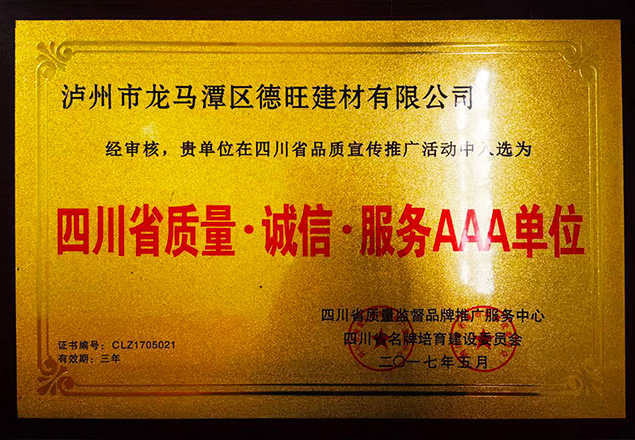 泸州市龙马潭区德旺建材有限公司
经审核，贵单位在四川省品质宣传推广活动中入选为
四川省质量·诚信·服务AAA单位
四川省质量监督品牌推广服务中心
四川省名牌培育建设委员会
二〇一七年五月
证书编号：CLZ1705021
有效期：三年